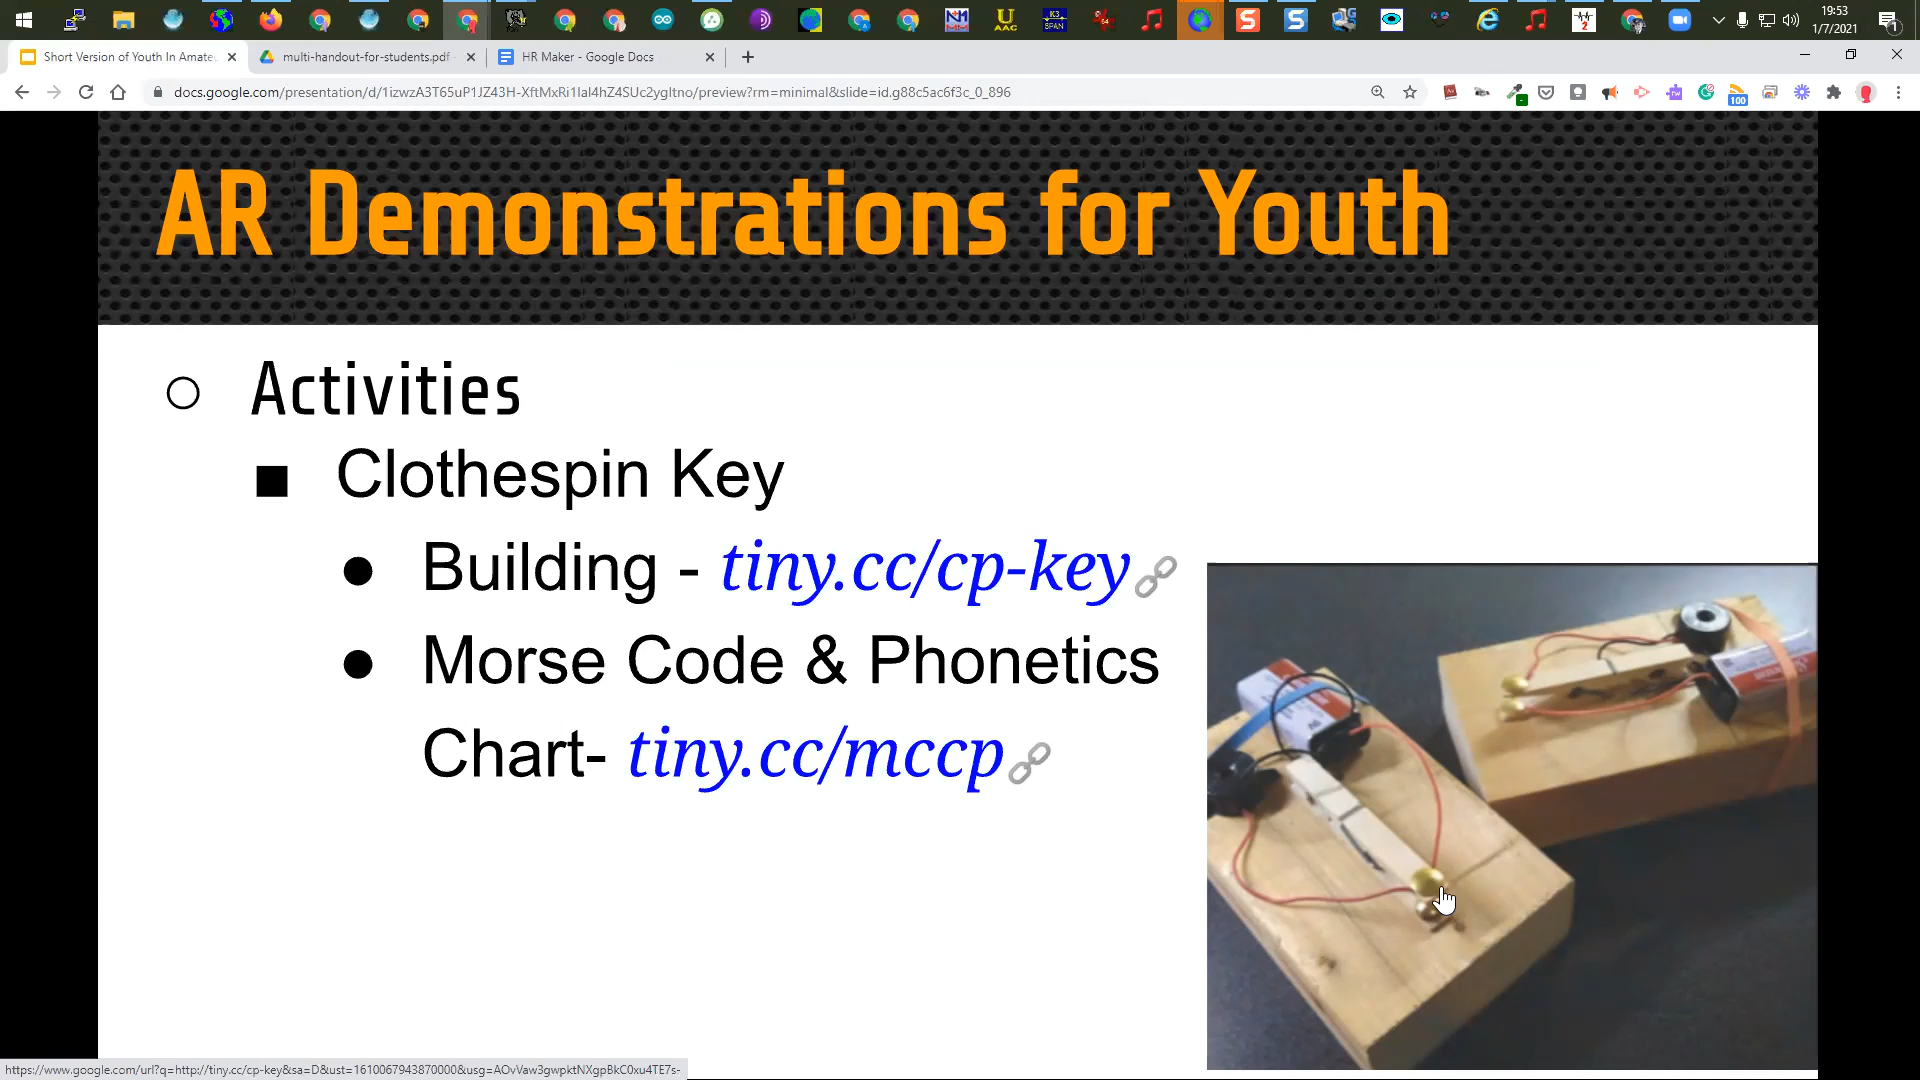 19:53
1/7/2021
Short Version of Youth In Amate
multi-handout-for-students.pdf
HR Maker - Google Docs
docs.google.com/presentation/d/1izwzA3T65uP1JZ43H-XftMxRi1lal4hZ4SUc2ygItno/preview?rm=minimal&slide=id.g88c5ac6f3c_0_896
100
AR Demonstrations for Youth
Activities
Clothespin Key
Building - tiny.cc/cp-key
Morse Code & Phonetics
Chart- tiny.cc/mccp
https://www.google.com/url?q=http://tiny.cc/cp-key&sa=D&ust=1610067943870000&usg=AOvVaw3gwpktNXgpBkC0xu4TE7s-